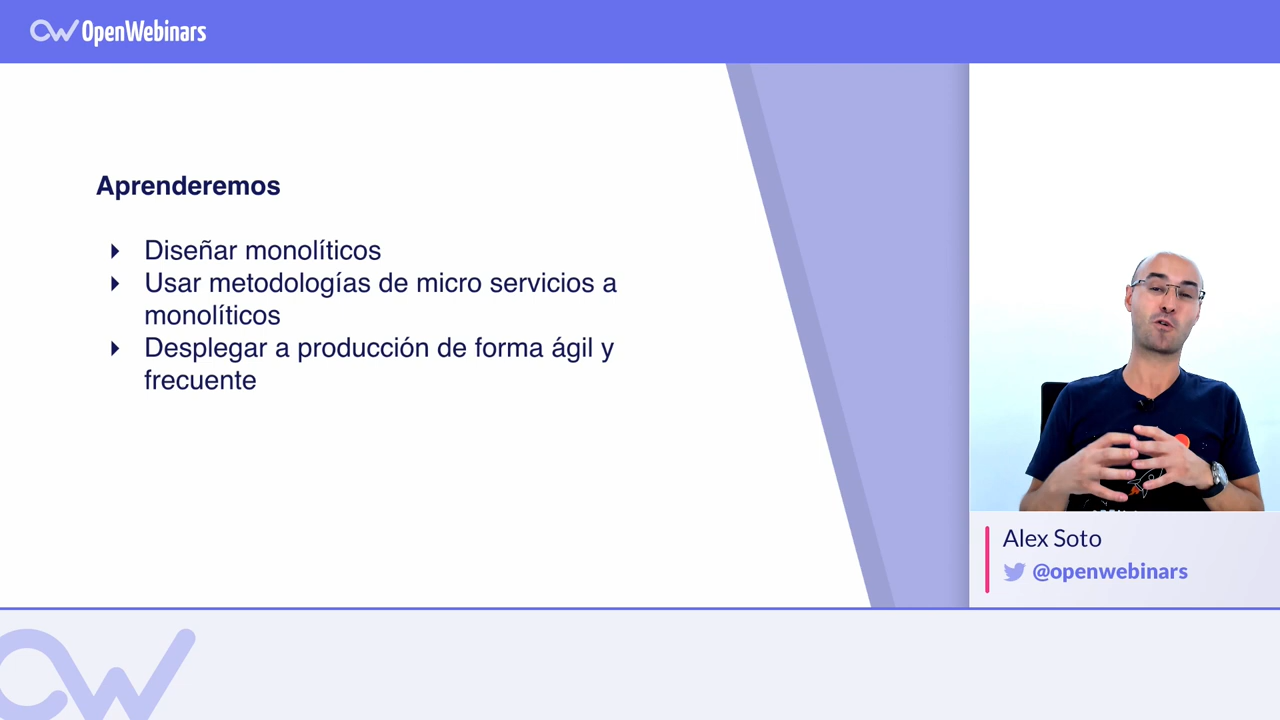 OpenWebinars
Aprenderemos
Diseñar monolíticos
Usar metodologías de micro servicios a
monolíticos
Desplegar a producción de forma ágil y
frecuente
Alex Soto
@openwebinars